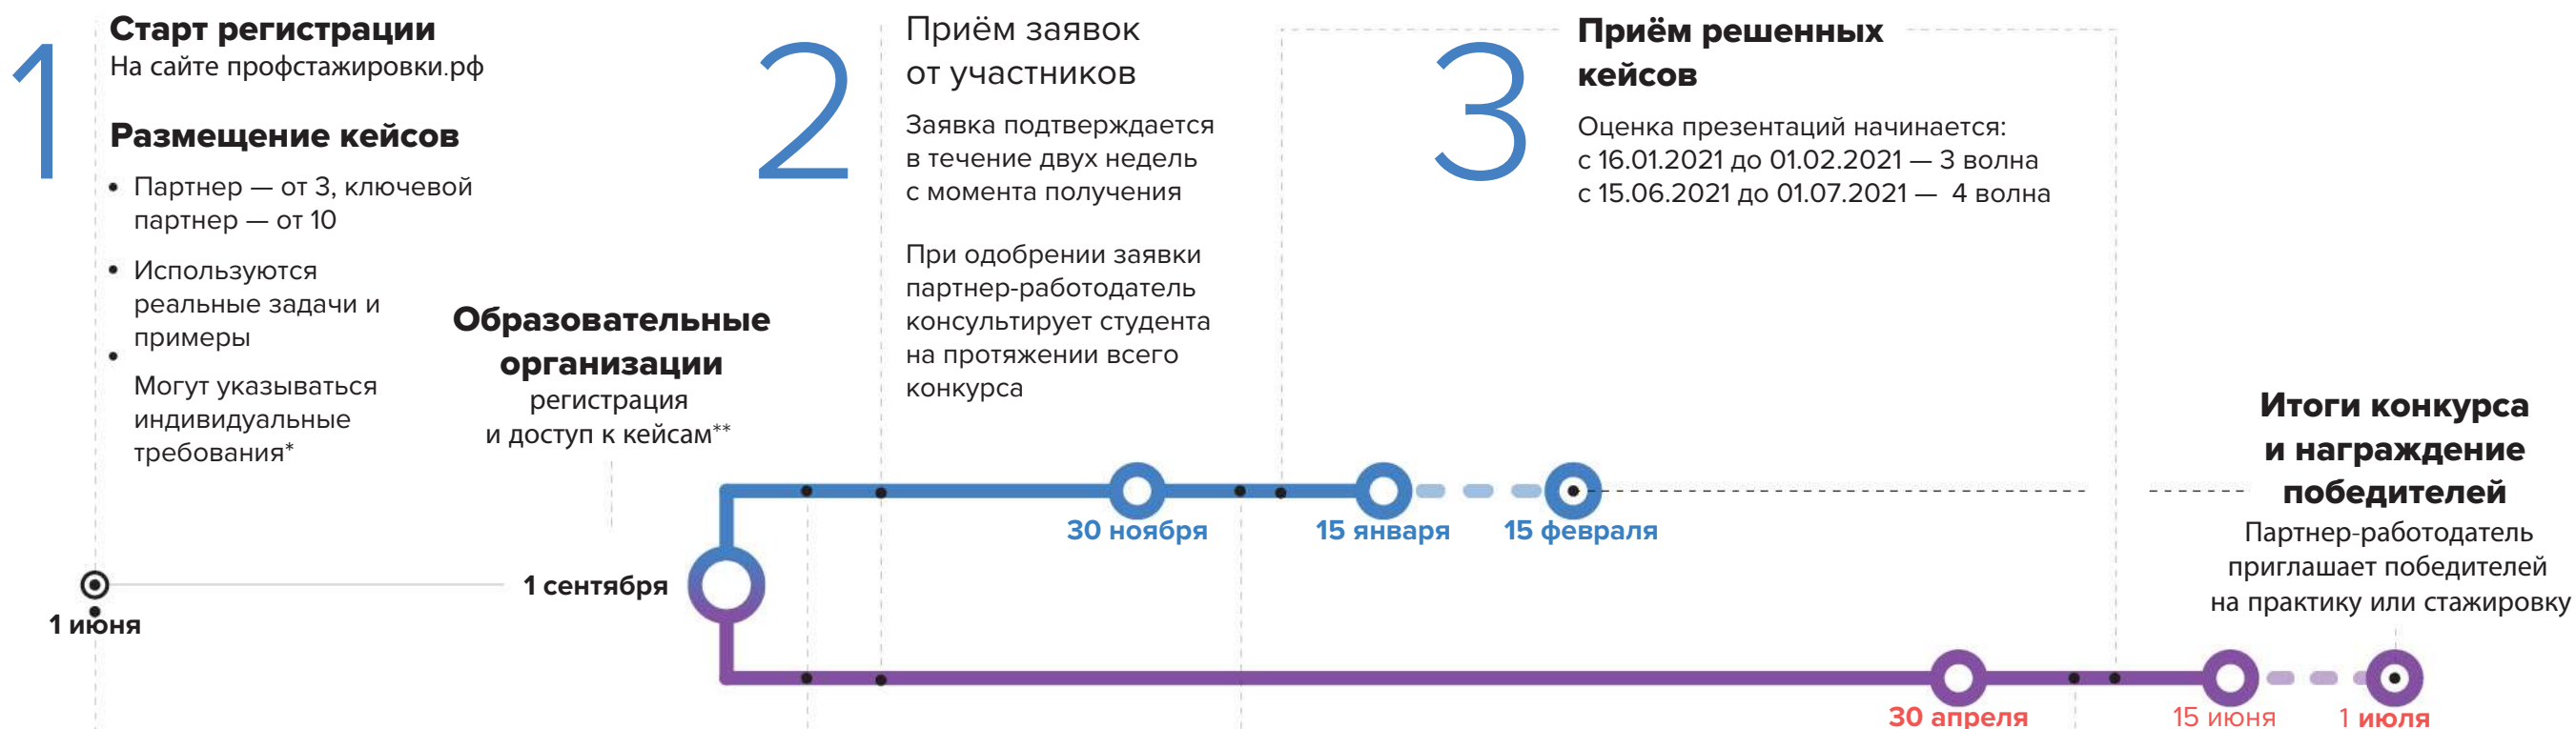 1
Старт регистрации
На сайте профстажировки.рф
Размещение кейсов
• Партнер — от 3, ключевой
партнер — от 10
• Используются
реальные задачи и
примеры
•
Могут указываться
индивидуальные
требования*
Образовательные
организации
регистрация
и доступ к кейсам**
2
Приём заявок
от участников
Заявка подтверждается
в течение двух недель
с момента получения
При одобрении заявки
партнер-работодатель
консультирует студента
на протяжении всего
конкурса
3
Приём решенных
кейсов
Оценка презентаций начинается:
с 16.01.2021 до 01.02.2021 — 3 волна
с 15.06.2021 до 01.07.2021 — 4 волна
Итоги конкурса
и награждение
победителей
Партнер-работодатель
приглашает победителей
на практику или стажировку
30 ноября
15 января
15 февраля
1 июня
1 сентября
30 апреля
15 июня
1 июля